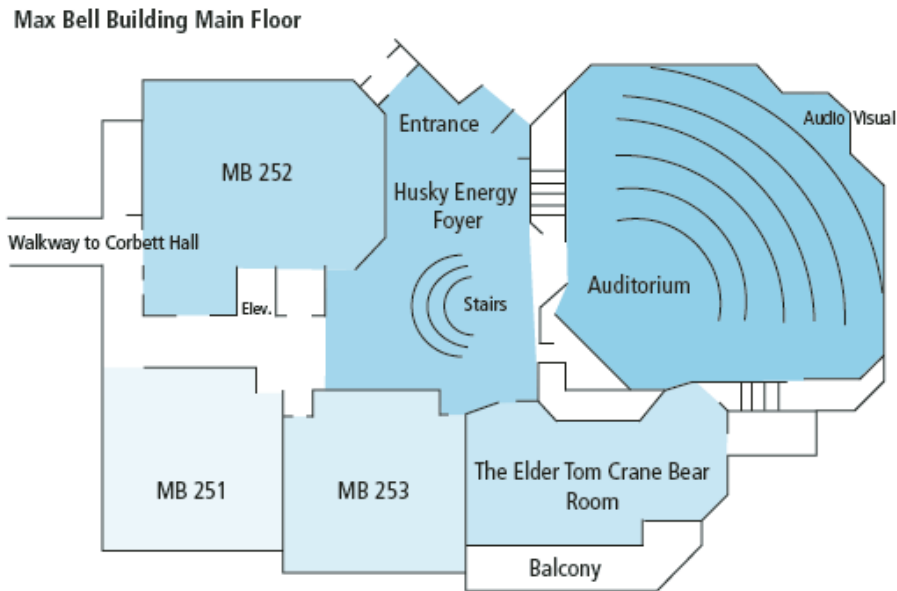 Max Bell Building Main Floor
Entrance
Audio Visual
MB 252
Husky Energy
Foyer
Walkway to Corbett Hall
Auditorium
Elev.
Stairs
The Elder Tom Crane Bear
Room
MB 251
MB 253
Balcony